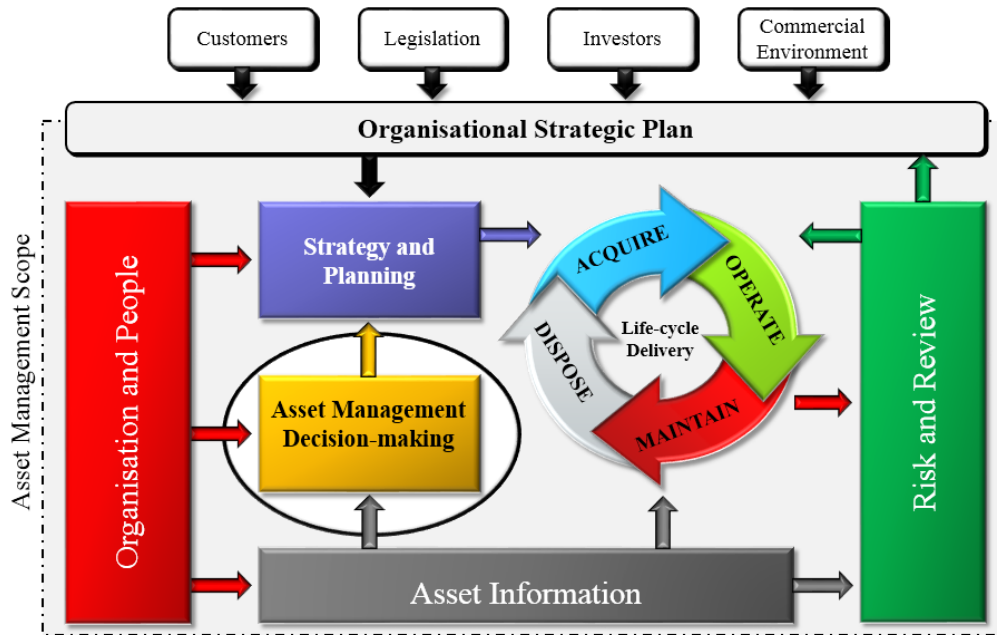 Customers
Legislation
Investors
Commercial
Environment
Organisational Strategic Plan
Asset Management Scope
Organisation and People
Strategy and
Planning
Asset Management
Decision-making
ACQUIRE
OPERATE
MAINTAIN
DISPOSE
Life-cycle
Delivery
Risk and Review
Asset Information